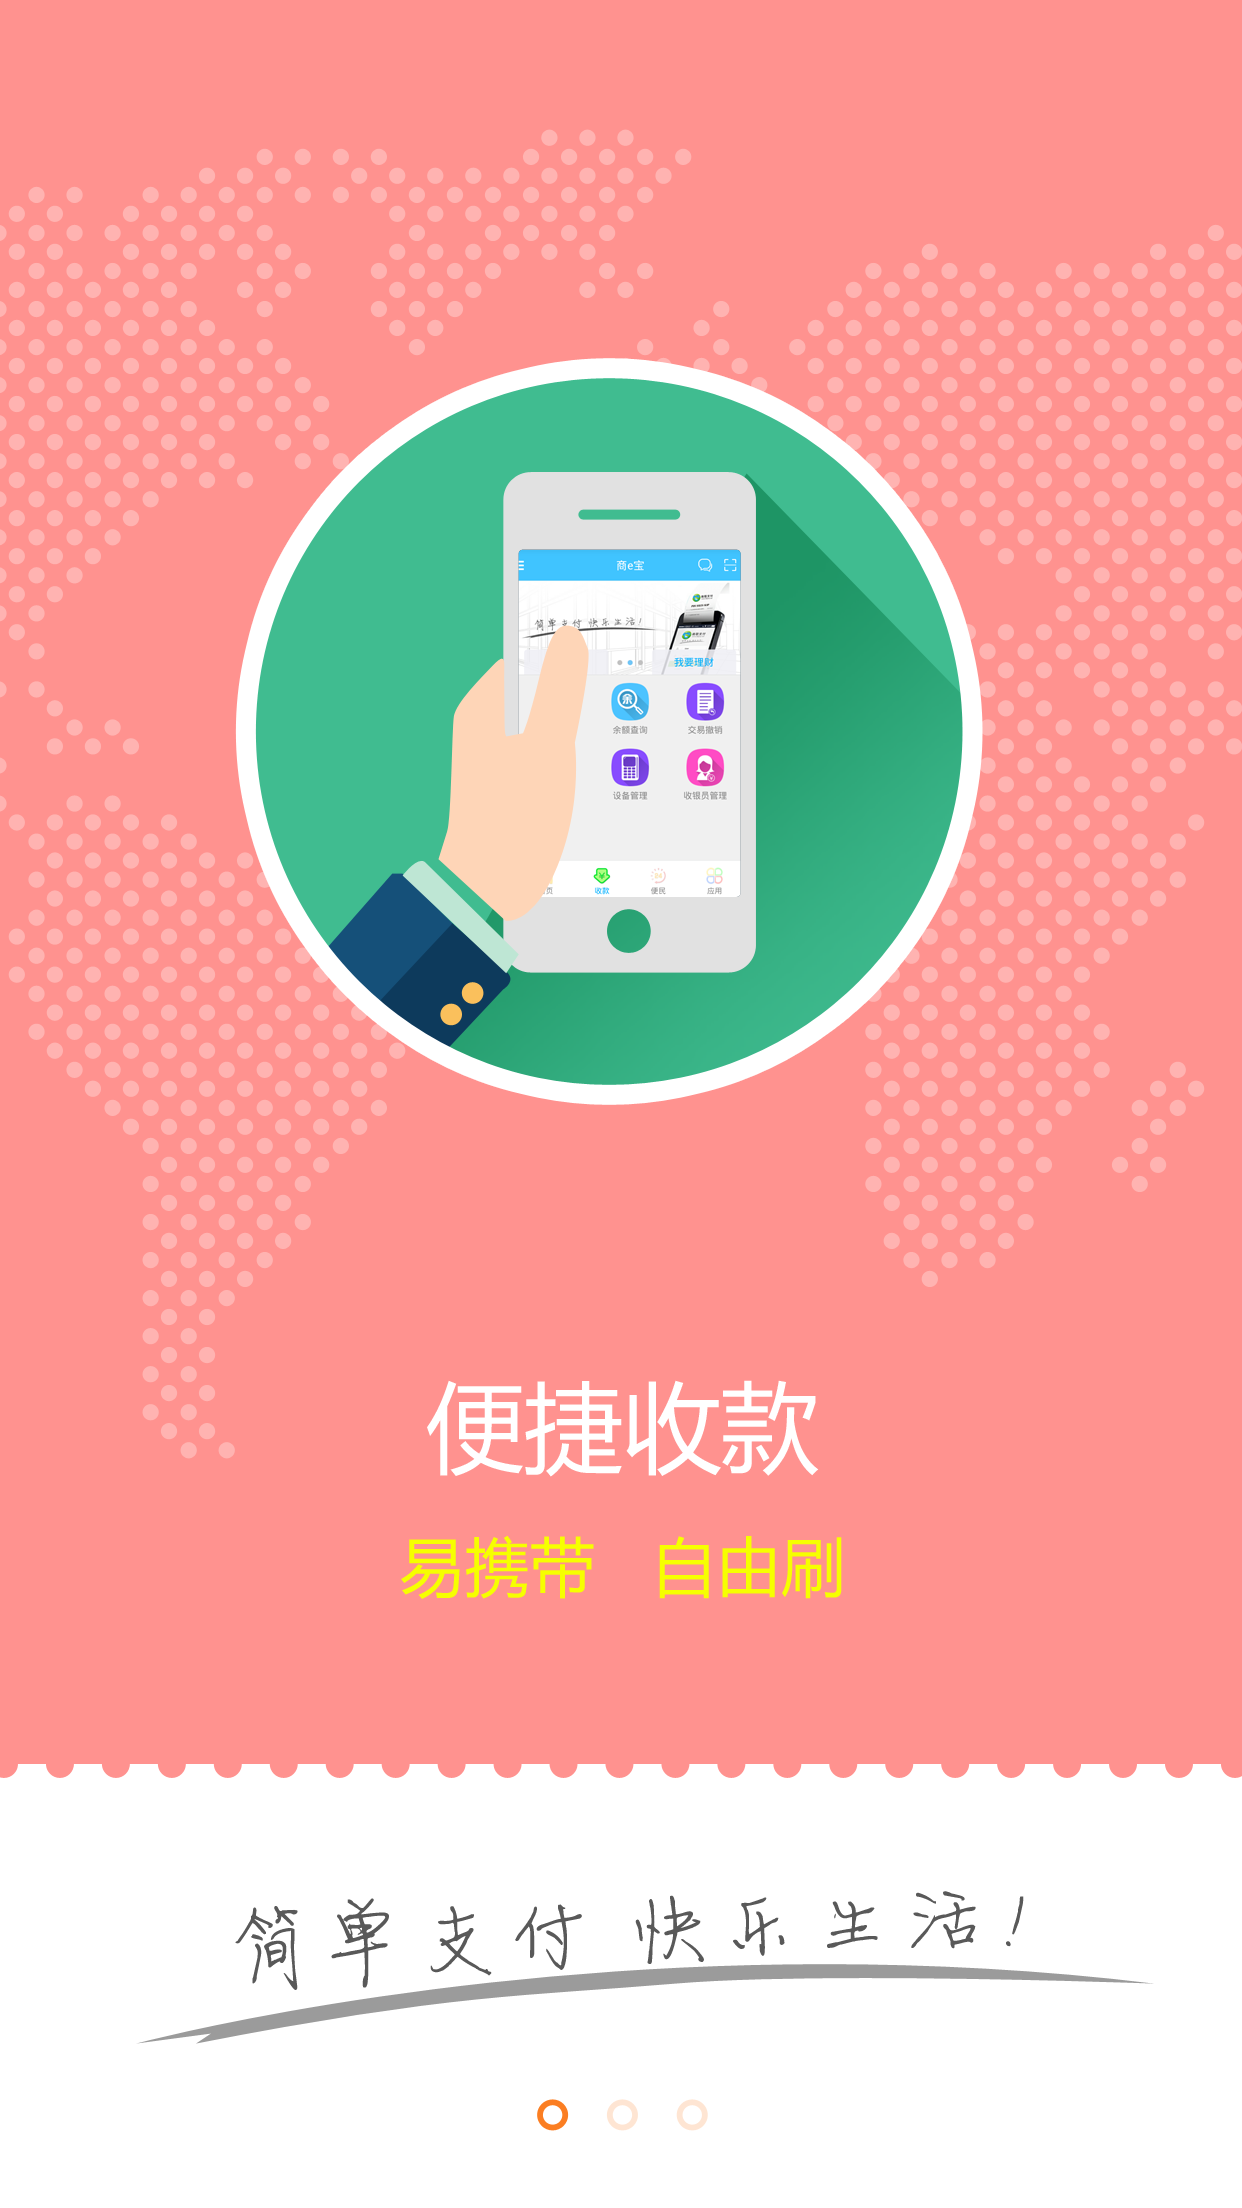 商e宝
简单支付 快乐生活!
我要理财
余额查询
交易撤销
设备管理
收银员管理
页
收款
便民
应用
便捷收款
易携带 自由刷
简单支付 快乐生活!